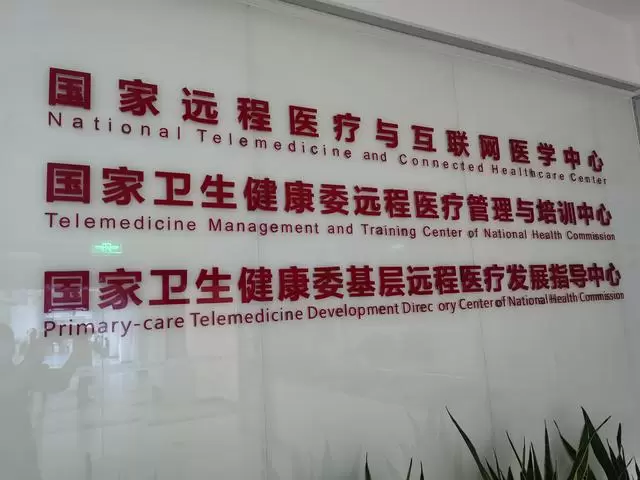 国家远程医疗与互联网医学中心
National Telemedicine and Connected Healthcare Center
国家卫生健康委远程医疗管理与培训中心
Telemedicine Management and Training Center of National Health Commission
国家卫生健康委基层远程医疗发展指导中心
Primary-care Telemedicine Development Direc ory Center of National Health Commission